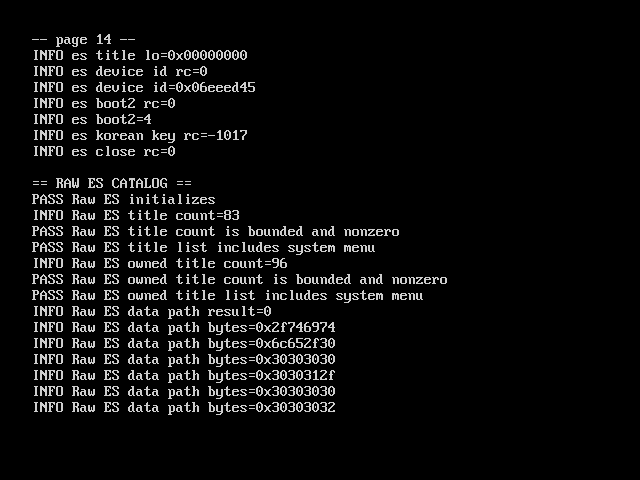 -- page 14 --
INFO es title lo=0x00000000
INFO es device id rc=0
INFO es device id=0x06eeed45
INFO es boot2 rc=0
INFO es boot2=4
INFO es korean key rc=-1017
INFO es close rc=0
== RAW ES CATALOG ==
PASS Raw ES initializes
INFO Raw ES title count=83
PASS Raw ES title count is bounded and nonzero
PASS Raw ES title list includes system menu
INFO Raw ES owned title count=96
PASS Raw ES owned title count is bounded and nonzero
PASS Raw ES owned title list includes system menu
INFO Raw ES data path result=0
INFO Raw ES data path bytes=0x2f746974
INFO Raw ES data path bytes=0x6c652f30
INFO Raw ES data path bytes=0x30303030
INFO Raw ES data path bytes=0x3030312f
INFO Raw ES data path bytes=0x30303030
INFO Raw ES data path bytes=0x30303032